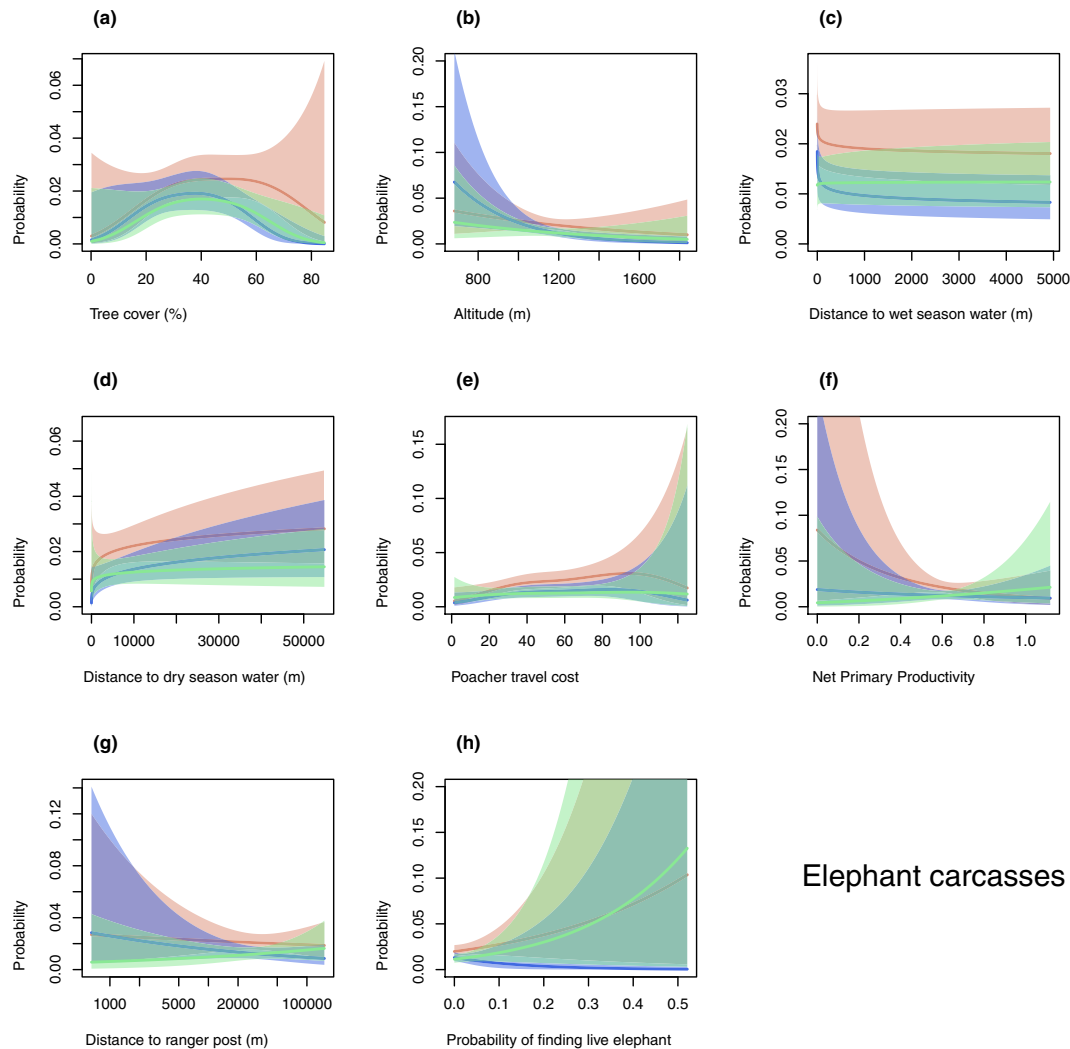 (a) (b) (c)
Probability 0.00 0.02 0.04 0.06
0 20 40 60 80
Tree cover (%)
Probability 0.00 0.05 0.10 0.15 0.20
800 1200 1600
Altitude (m)
Probability 0.00 0.01 0.02 0.03
0 1000 2000 3000 4000 5000
Distance to wet season water (m)
(d) (e) (f)
Probability 0.00 0.02 0.04 0.06
0 10000 30000 50000
Distance to dry season water (m)
Probability 0.00 0.05 0.10 0.15
0 20 40 60 80 100
Poacher travel cost
Probability 0.00 0.05 0.10 0.15 0.20
0.0 0.2 0.4 0.6 0.8 1.0
Net Primary Productivity
(g) (h)
Probability 0.00 0.04 0.08 0.12
1000 5000 20000 100000
Distance to ranger post (m)
Probability 0.00 0.05 0.10 0.15 0.20
0.0 0.1 0.2 0.3 0.4 0.5
Probability of finding live elephant
Elephant carcasses